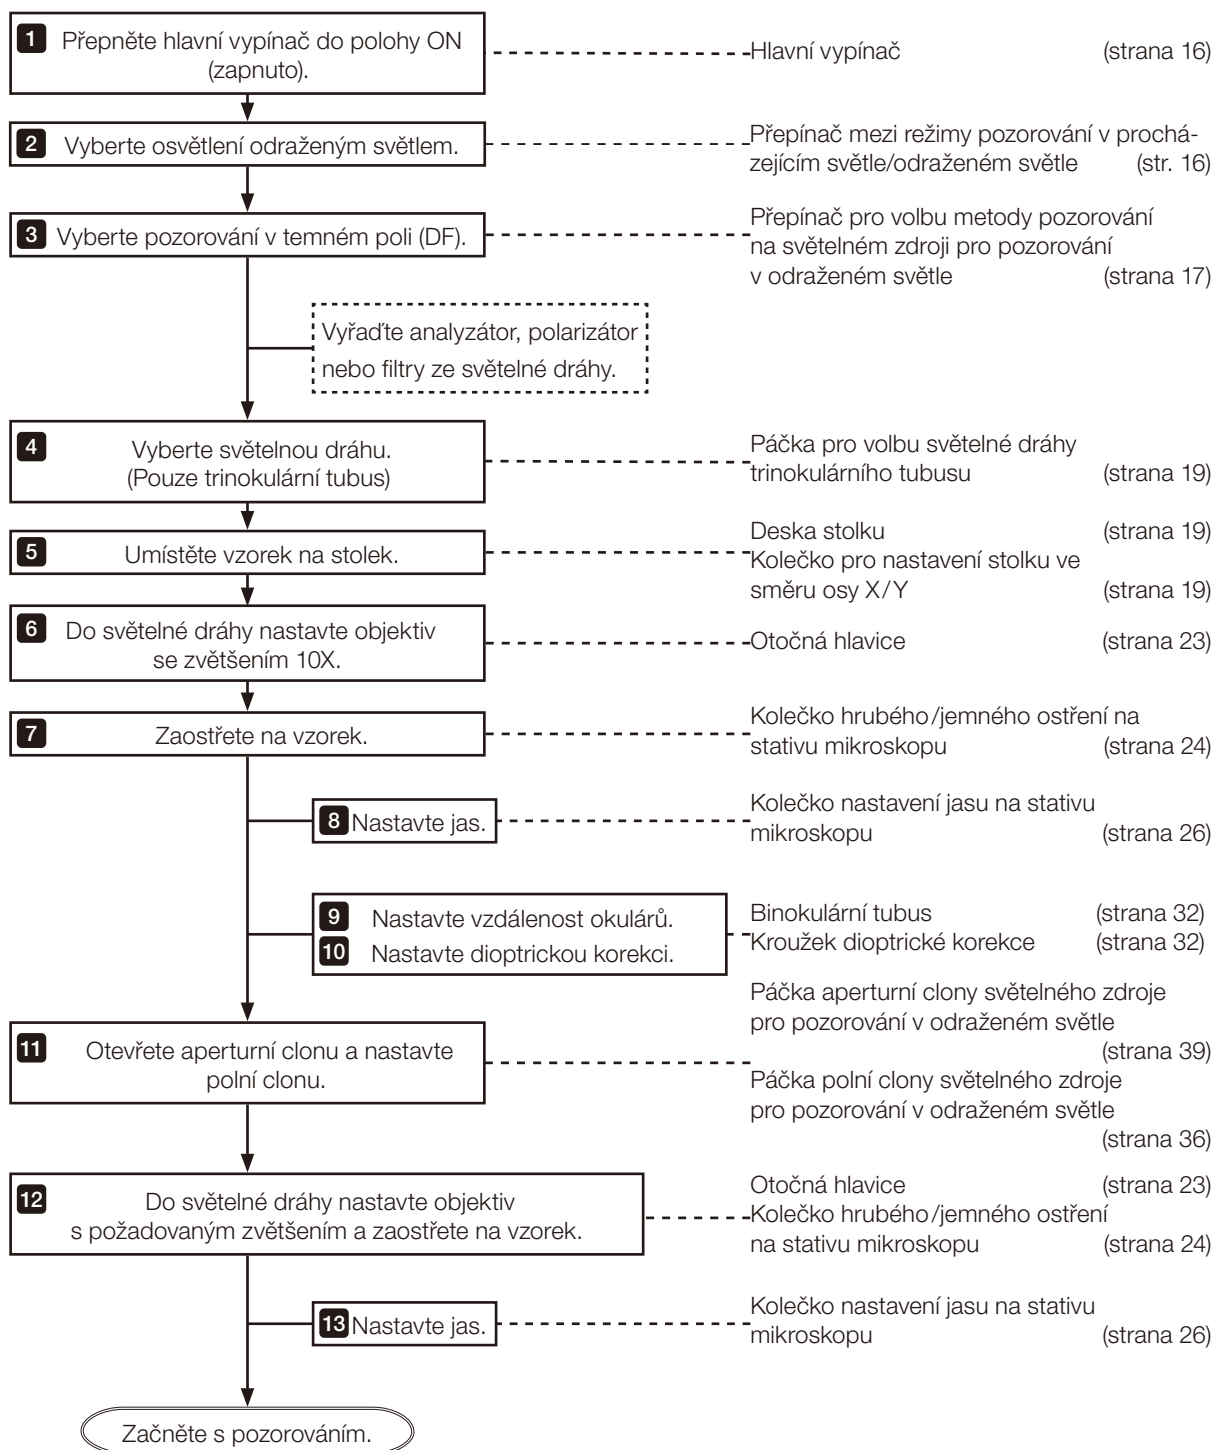 1 Přepněte hlavní vypínač do polohy ON
(zapnuto).
Hlavní vypínač (strana 16)
2 Vyberte osvětlení odraženým světlem.
Přepínač mezi režimy pozorování v prochá-
zejícím světle/odraženém světle (str. 16)
3 Vyberte pozorování v temném poli (DF).
Přepínač pro volbu metody pozorování
na světelném zdroji pro pozorování
v odraženém světle (strana 17)
Vyřaďte analyzátor, polarizátor
nebo filtry ze světelné dráhy.
4 Vyberte světelnou dráhu.
(Pouze trinokulární tubus)
Páčka pro volbu světelné dráhy
trinokulárního tubusu (strana 19)
5 Umístěte vzorek na stolek.
Deska stolku (strana 19)
Kolečko pro nastavení stolku ve
směru osy X/Y (strana 19)
6 Do světelné dráhy nastavte objektiv
se zvětšením 10X.
Otočná hlavice (strana 23)
7 Zaostřete na vzorek.
Kolečko hrubého/jemného ostření na
stativu mikroskopu (strana 24)
8 Nastavte jas.
Kolečko nastavení jasu na stativu
mikroskopu (strana 26)
9 Nastavte vzdálenost okulárů.
10 Nastavte dioptrickou korekci.
Binokulární tubus (strana 32)
Kroužek dioptrické korekce (strana 32)
11 Otevřete aperturní clonu a nastavte
polní clonu.
Páčka aperturní clony světelného zdroje
pro pozorování v odraženém světle
(strana 39)
Páčka polní clony světelného zdroje
pro pozorování v odraženém světle
(strana 36)
12 Do světelné dráhy nastavte objektiv
s požadovaným zvětšením a zaostřete na vzorek.
Otočná hlavice (strana 23)
Kolečko hrubého/jemného ostření
na stativu mikroskopu (strana 24)
13 Nastavte jas.
Kolečko nastavení jasu na stativu
mikroskopu (strana 26)
Začněte s pozorováním.